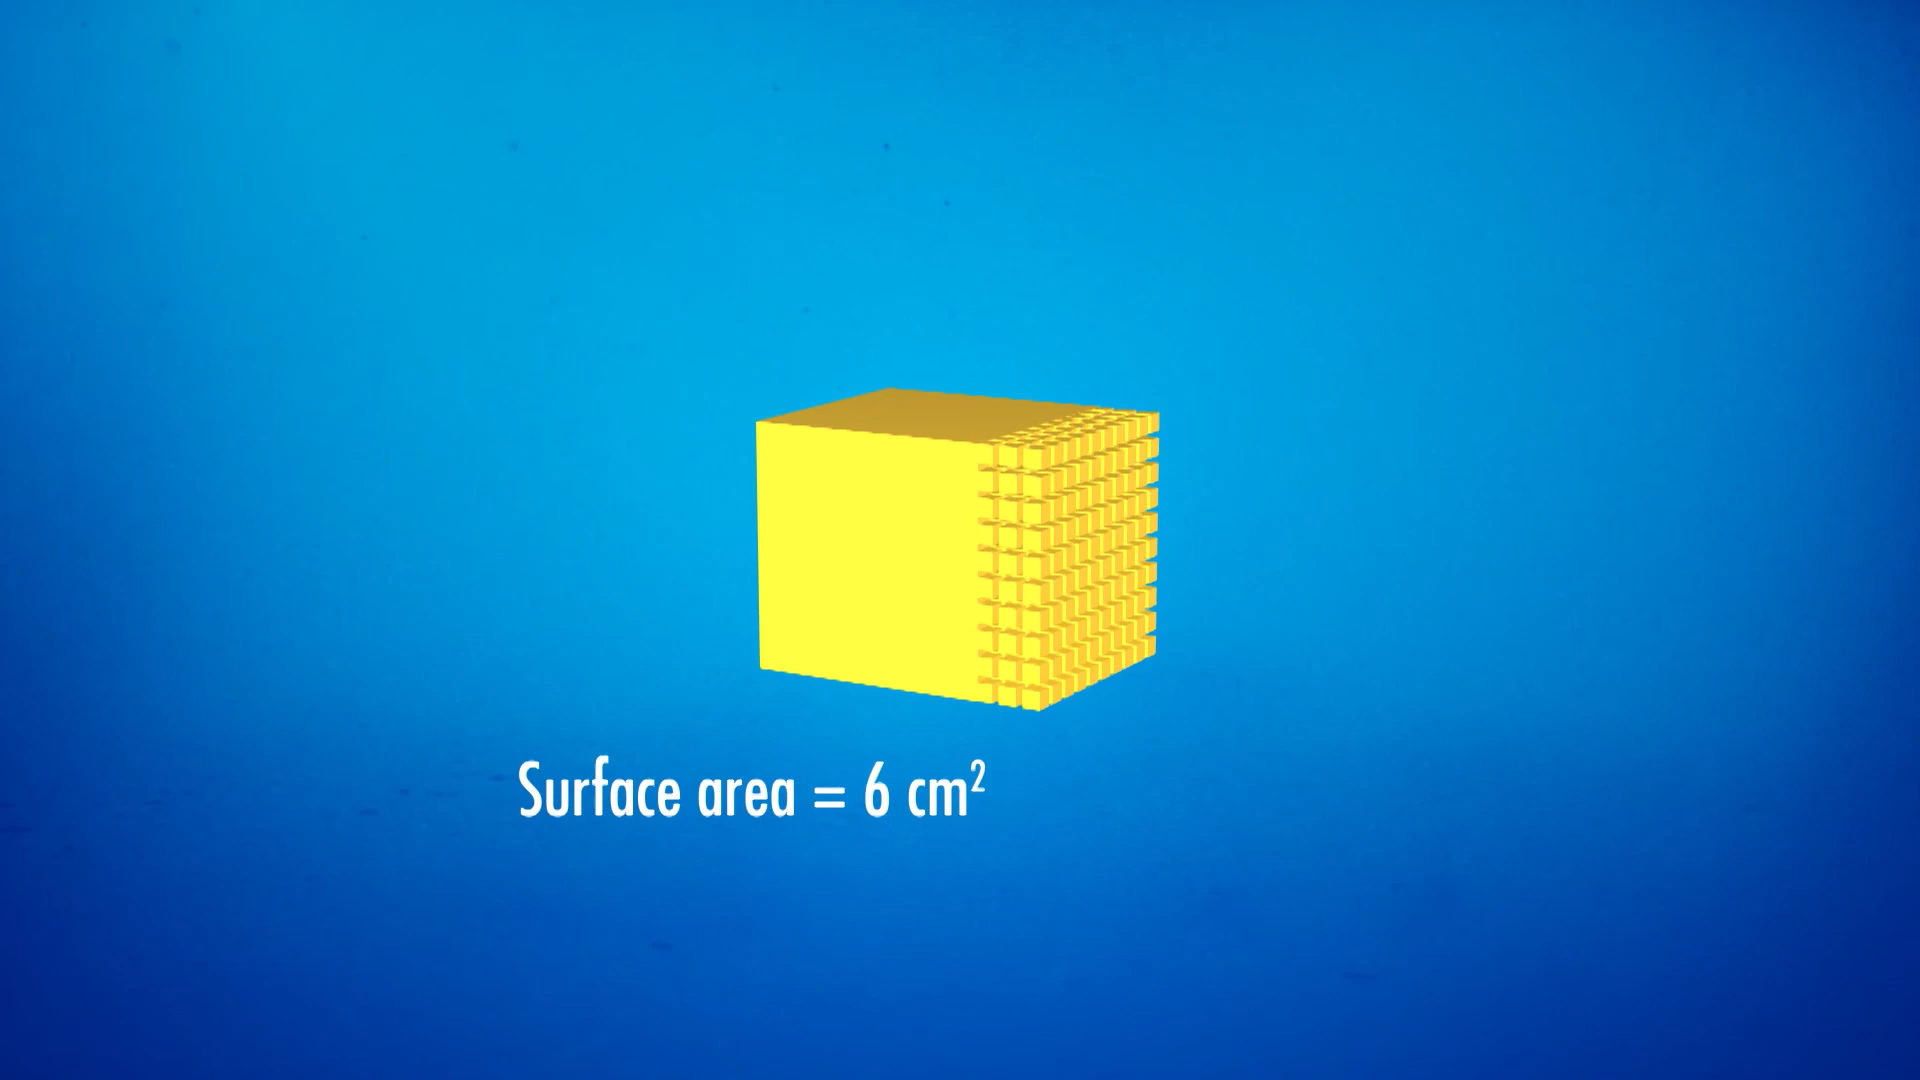 Surface area = 6 cm²